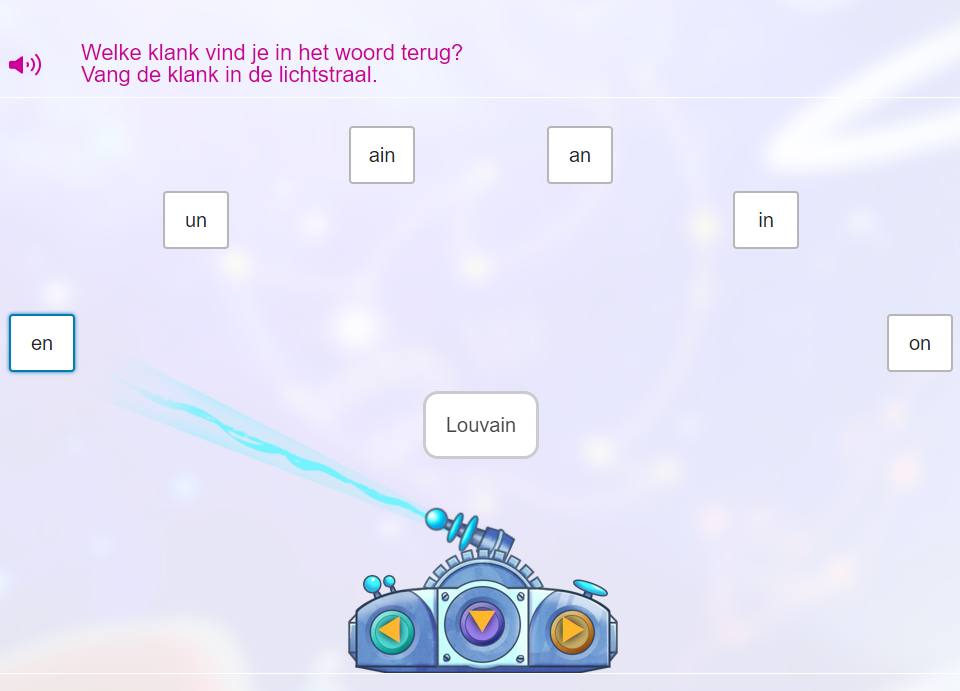 Welke klank vind je in het woord terug?
Vang de klank in de lichtstraal.
ain
an
un
in
en
on
Louvain